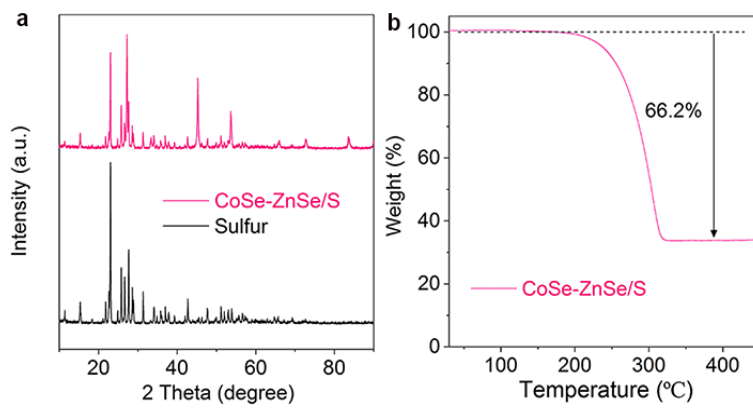 a
Intensity (a.u.)
CoSe-ZnSe/S
Sulfur
20
40
60
80
2 Theta (degree)
b
Weight (%)
100
80
60
40
20
0
66.2%
CoSe-ZnSe/S
100
200
300
400
Temperature (℃)